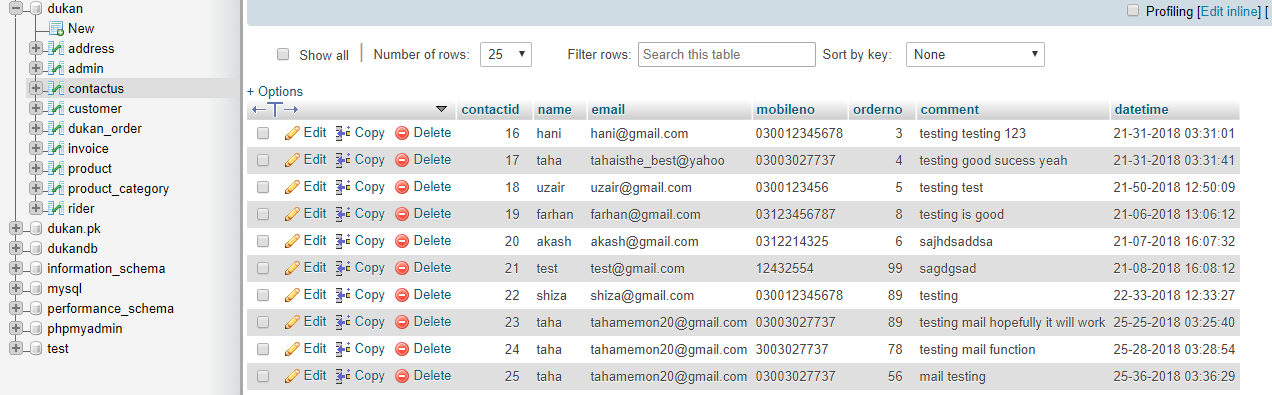 dukan
New
address
admin
contactus
customer
dukan_order
invoice
product
product_category
rider
dukan.pk
dukandb
information_schema
mysql
performance_schema
phpmyadmin
test
Profiling [Edit inline] [
Show all | Number of rows: 25 Filter rows: Search this table Sort by key: None
+ Options
←T→ contactid name email mobileno orderno comment datetime
Edit Copy Delete 16 hani hani@gmail.com 030012345678 3 testing testing 123 21-31-2018 03:31:01
Edit Copy Delete 17 taha tahaisthe_best@yahoo 03003027737 4 testing good sucess yeah 21-31-2018 03:31:41
Edit Copy Delete 18 uzair uzair@gmail.com 0300123456 5 testing test 21-50-2018 12:50:09
Edit Copy Delete 19 farhan farhan@gmail.com 03123456787 8 testing is good 21-06-2018 13:06:12
Edit Copy Delete 20 akash akash@gmail.com 0312214325 6 sajhdsaddsa 21-07-2018 16:07:32
Edit Copy Delete 21 test test@gmail.com 12432554 99 sagdgsad 21-08-2018 16:08:12
Edit Copy Delete 22 shiza shiza@gmail.com 030012345678 89 testing 22-33-2018 12:33:27
Edit Copy Delete 23 taha tahamemon20@gmail.com 03003027737 89 testing mail hopefully it will work 25-25-2018 03:25:40
Edit Copy Delete 24 taha tahamemon20@gmail.com 3003027737 78 testing mail function 25-28-2018 03:28:54
Edit Copy Delete 25 taha tahamemon20@gmail.com 03003027737 56 mail testing 25-36-2018 03:36:29